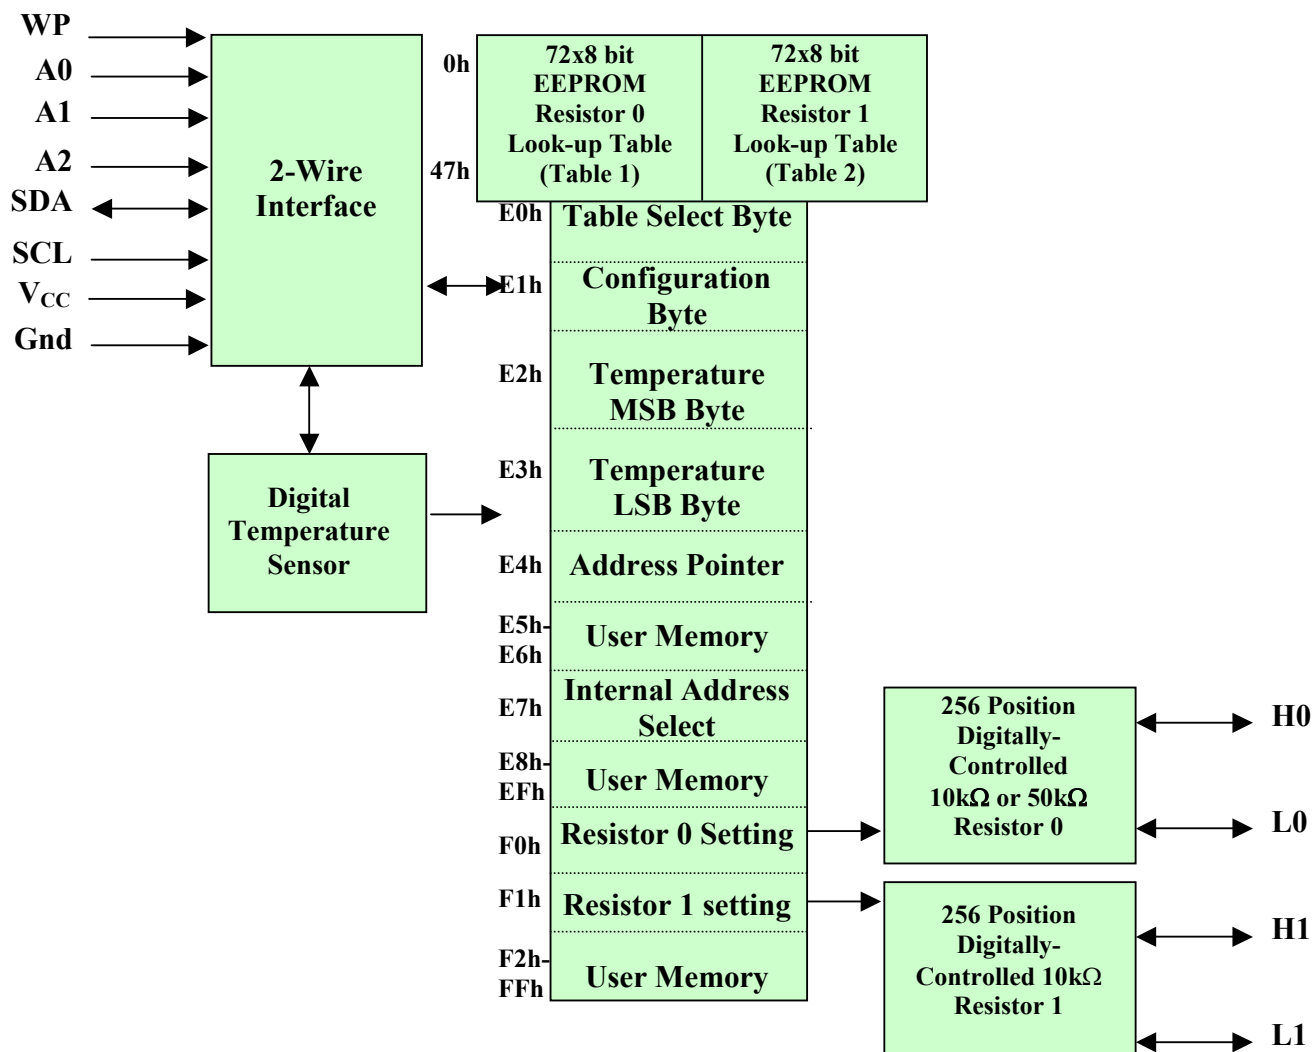 WP
A0
A1
A2
SDA
SCL
VCC
Gnd
2-Wire
Interface
Digital
Temperature
Sensor
0h
47h
72x8 bit
EEPROM
Resistor 0
Look-up Table
(Table 1)
72x8 bit
EEPROM
Resistor 1
Look-up Table
(Table 2)
E0h
Table Select Byte
E1h
Configuration
Byte
E2h
Temperature
MSB Byte
E3h
Temperature
LSB Byte
E4h
Address Pointer
E5h-
E6h
User Memory
E7h
Internal Address
Select
E8h-
EFh
User Memory
F0h
Resistor 0 Setting
F1h
Resistor 1 setting
F2h-
FFh
User Memory
256 Position
Digitally-
Controlled
10kΩ or 50kΩ
Resistor 0
H0
L0
256 Position
Digitally-
Controlled 10kΩ
Resistor 1
H1
L1